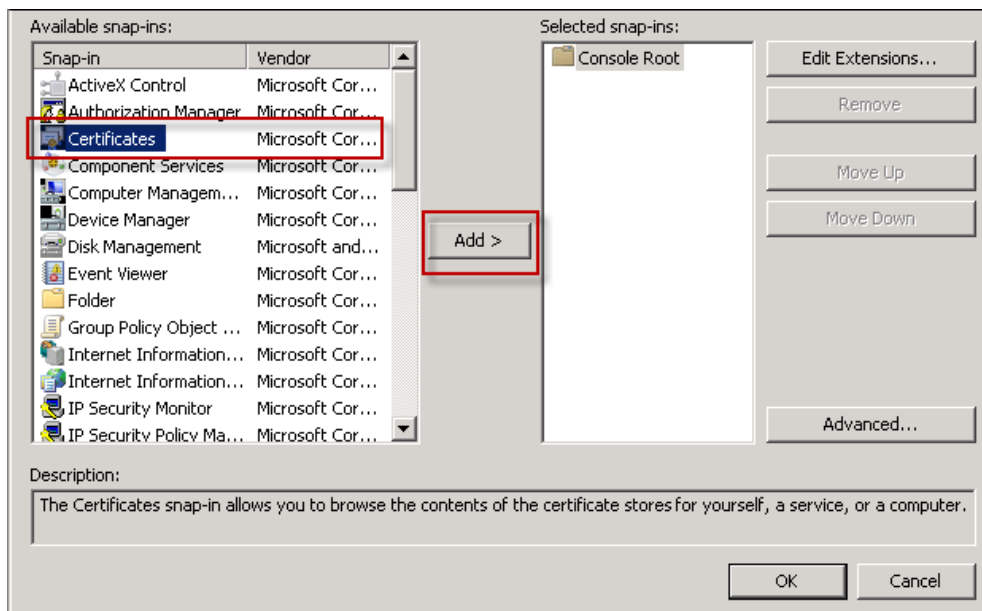 Available snap-ins:
Selected snap-ins:
Snap-in Vendor
ActiveX Control Microsoft Cor...
Authorization Manager Microsoft Cor...
Certificates Microsoft Cor...
Component Services Microsoft Cor...
Computer Managem... Microsoft Cor...
Device Manager Microsoft Cor...
Disk Management Microsoft and...
Event Viewer Microsoft Cor...
Folder Microsoft Cor...
Group Policy Object ... Microsoft Cor...
Internet Information... Microsoft Cor...
Internet Information... Microsoft Cor...
IP Security Monitor Microsoft Cor...
IP Security Policy Ma... Microsoft Cor...
Add >
Console Root
Edit Extensions...
Remove
Move Up
Move Down
Advanced...
Description:
The Certificates snap-in allows you to browse the contents of the certificate stores for yourself, a service, or a computer.
OK
Cancel